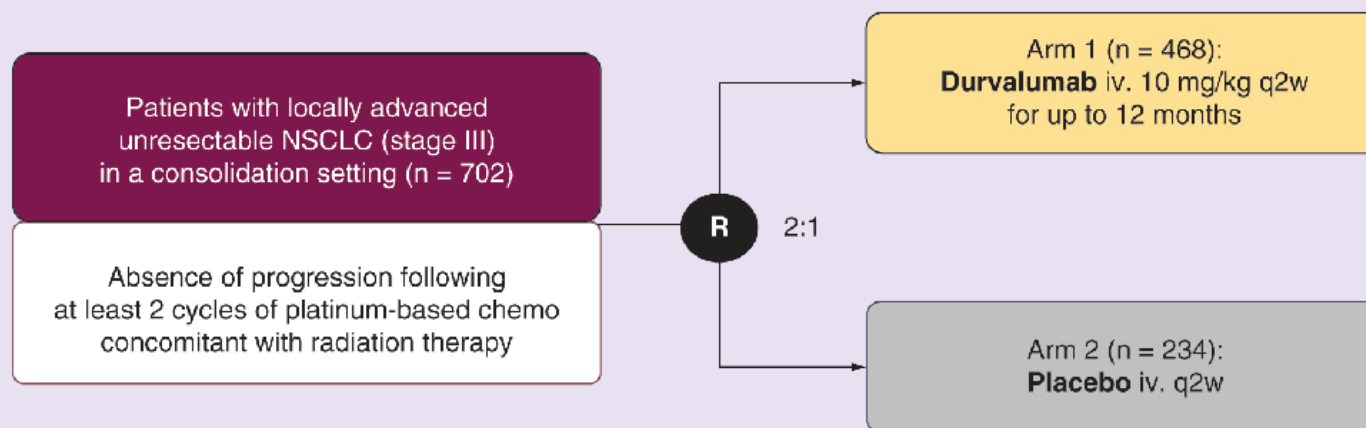 Patients with locally advanced
unresectable NSCLC (stage III)
in a consolidation setting (n = 702)
Absence of progression following
at least 2 cycles of platinum-based chemo
concomitant with radiation therapy
R
2:1
Arm 1 (n = 468):
Durvalumab iv. 10 mg/kg q2w
for up to 12 months
Arm 2 (n = 234):
Placebo iv. q2w